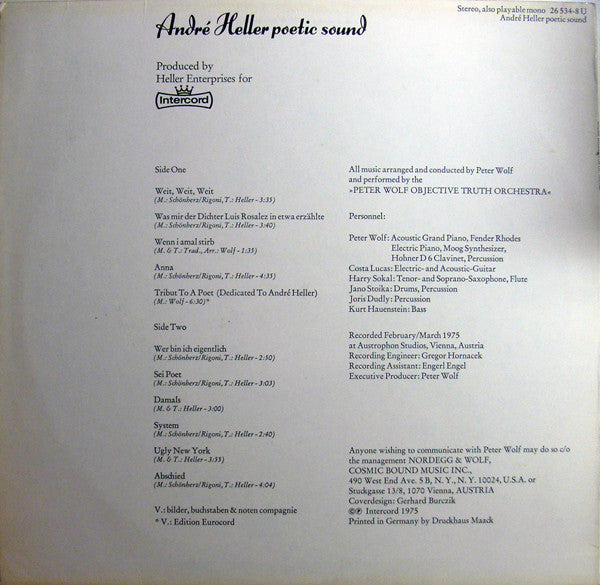 André Heller poetic sound
Stereo, also playable mono 26 534-8 U
André Heller poetic sound
Produced by
Heller Enterprises for
Intercord
Side One
Weit, Weit, Weit
(M.: Schönherz/Rigoni, T.: Heller - 3:35)
Was mir der Dichter Luis Rosalez in etwa erzählte
(M.: Schönherz/Rigoni, T.: Heller - 3:40)
Wenn i amal stirb
(M. & T.: Trad., Arr.: Wolf - 1:35)
Anna
(M.: Schönherz/Rigoni, T.: Heller - 4:35)
Tribut To A Poet (Dedicated To André Heller)
(M.: Wolf - 6:30)*
Side Two
Wer bin ich eigentlich
(M.: Schönherz/Rigoni, T.: Heller - 2:50)
Sei Poet
(M.: Schönherz/Rigoni, T.: Heller - 3:03)
Damals
(M. & T.: Heller - 3:00)
System
(M.: Schönherz/Rigoni, T.: Heller - 2:40)
Ugly New York
(M. & T.: Heller - 3:55)
Abschied
(M.: Schönherz/Rigoni, T.: Heller - 4:04)
V.: bilder, buchstaben & noten compagnie
* V.: Edition Eurocord
All music arranged and conducted by Peter Wolf
and performed by the
»PETER WOLF OBJECTIVE TRUTH ORCHESTRA«
Personnel:
Peter Wolf: Acoustic Grand Piano, Fender Rhodes
Electric Piano, Moog Synthesizer,
Hohner D 6 Clavinet, Percussion
Costa Lucas: Electric- and Acoustic-Guitar
Harry Sokal: Tenor- and Soprano-Saxophone, Flute
Jano Stoika: Drums, Percussion
Joris Dudly: Percussion
Kurt Hauenstein: Bass
Recorded February/March 1975
at Austrophon Studios, Vienna, Austria
Recording Engineer: Gregor Hornacek
Recording Assistant: Engerl Engel
Executive Producer: Peter Wolf
Anyone wishing to communicate with Peter Wolf may do so c/o
the management NORDEGG & WOLF,
COSMIC BOUND MUSIC INC.,
490 West End Ave. 5 B, N. Y., N. Y. 10024, U.S.A. or
Stuckgasse 13/8, 1070 Vienna, AUSTRIA
Coverdesign: Gerhard Burczik
©℗ Intercord 1975
Printed in Germany by Druckhaus Maack